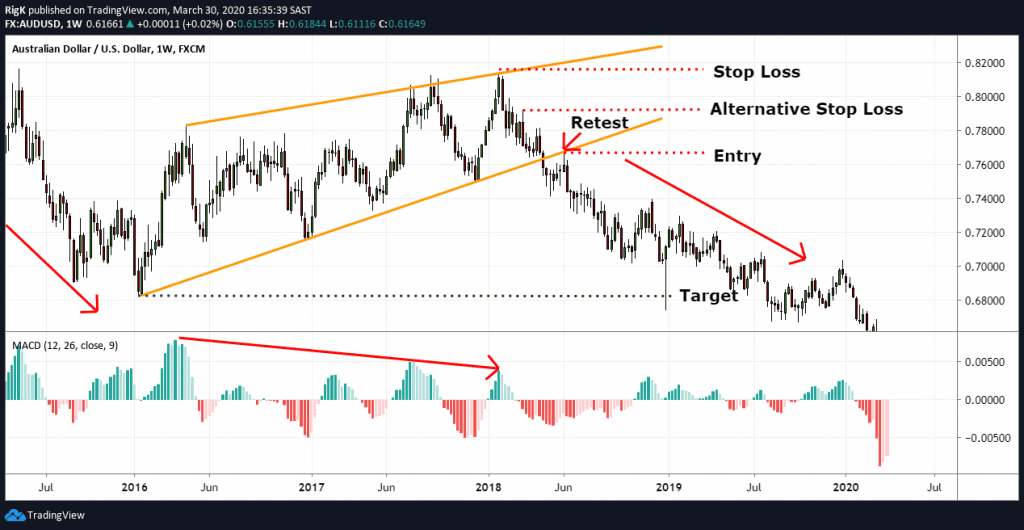 RigK published on TradingView.com, March 30, 2020 16:35:39 SAST
FX:AUDUSD, 1W 0.61661 ▲ +0.00011 (+0.02%) O:0.61555 H:0.61844 L:0.61116 C:0.61649
Australian Dollar / U.S. Dollar, 1W, FXCM
0.82000
Stop Loss
0.80000
Alternative Stop Loss
Retest
0.78000
Entry
0.76000
0.74000
0.72000
0.70000
Target
0.68000
MACD (12, 26, close, 9)
0.00500
0.00000
−0.00500
Jul 2016 Jun 2017 Jun 2018 Jun 2019 Jul 2020 Jul
TradingView